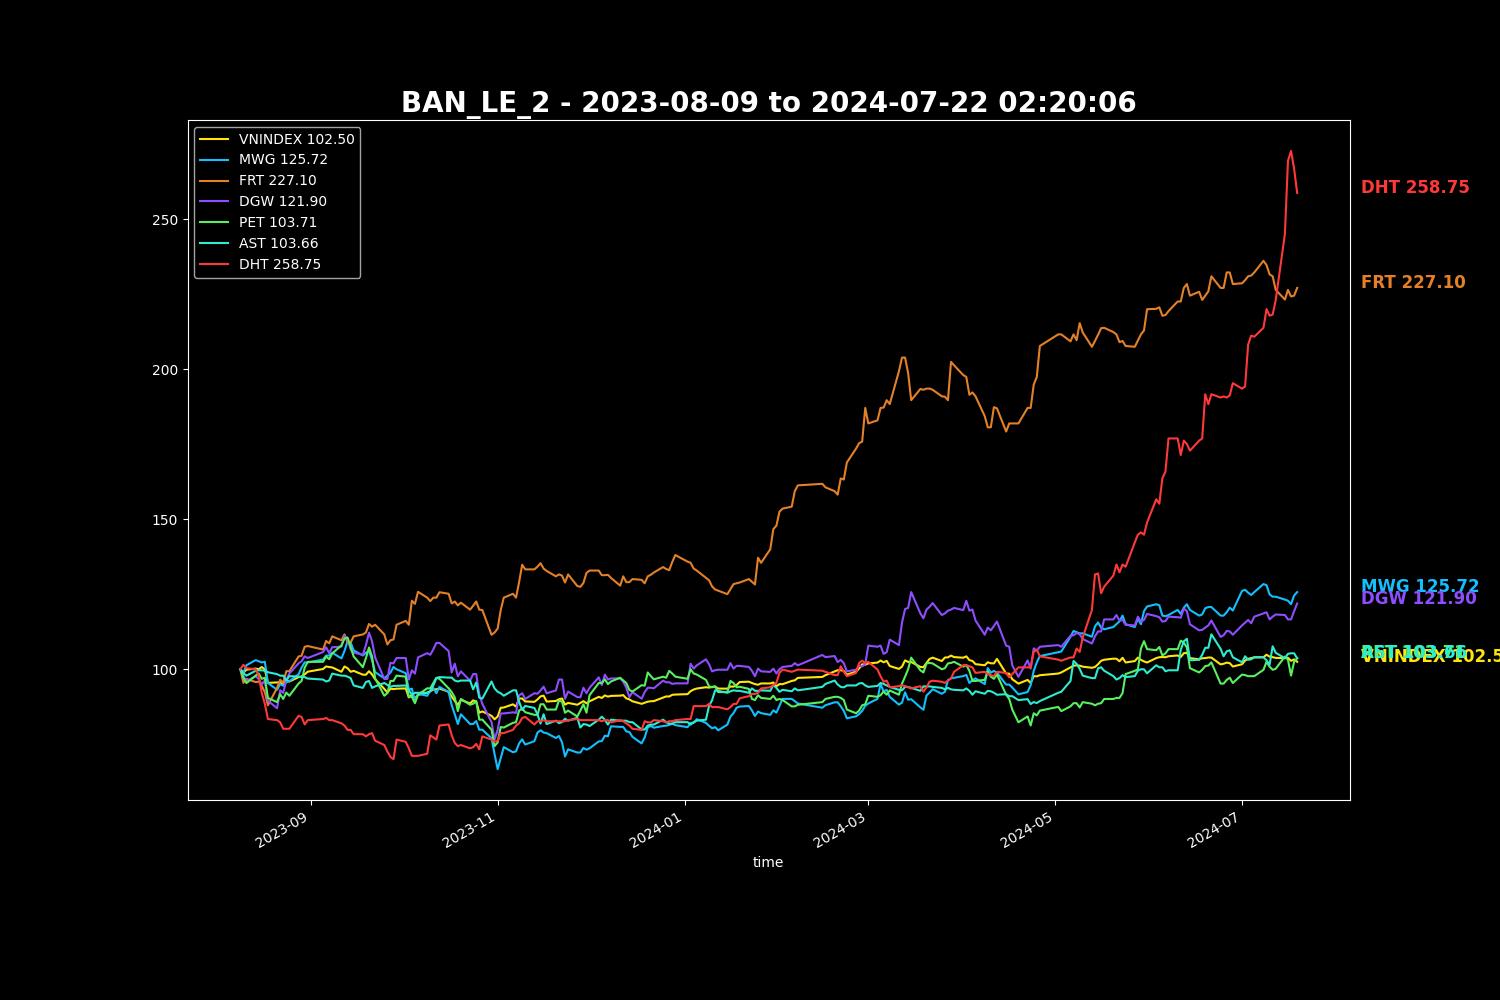 BAN_LE_2 - 2023-08-09 to 2024-07-22 02:20:06
VNINDEX 102.50
MWG 125.72
FRT 227.10
DGW 121.90
PET 103.71
AST 103.66
DHT 258.75
250
200
150
100
DHT 258.75
FRT 227.10
MWG 125.72
DGW 121.90
VNINDEX 102.5
2023-09
2023-11
2024-01
2024-03
2024-05
2024-07
time